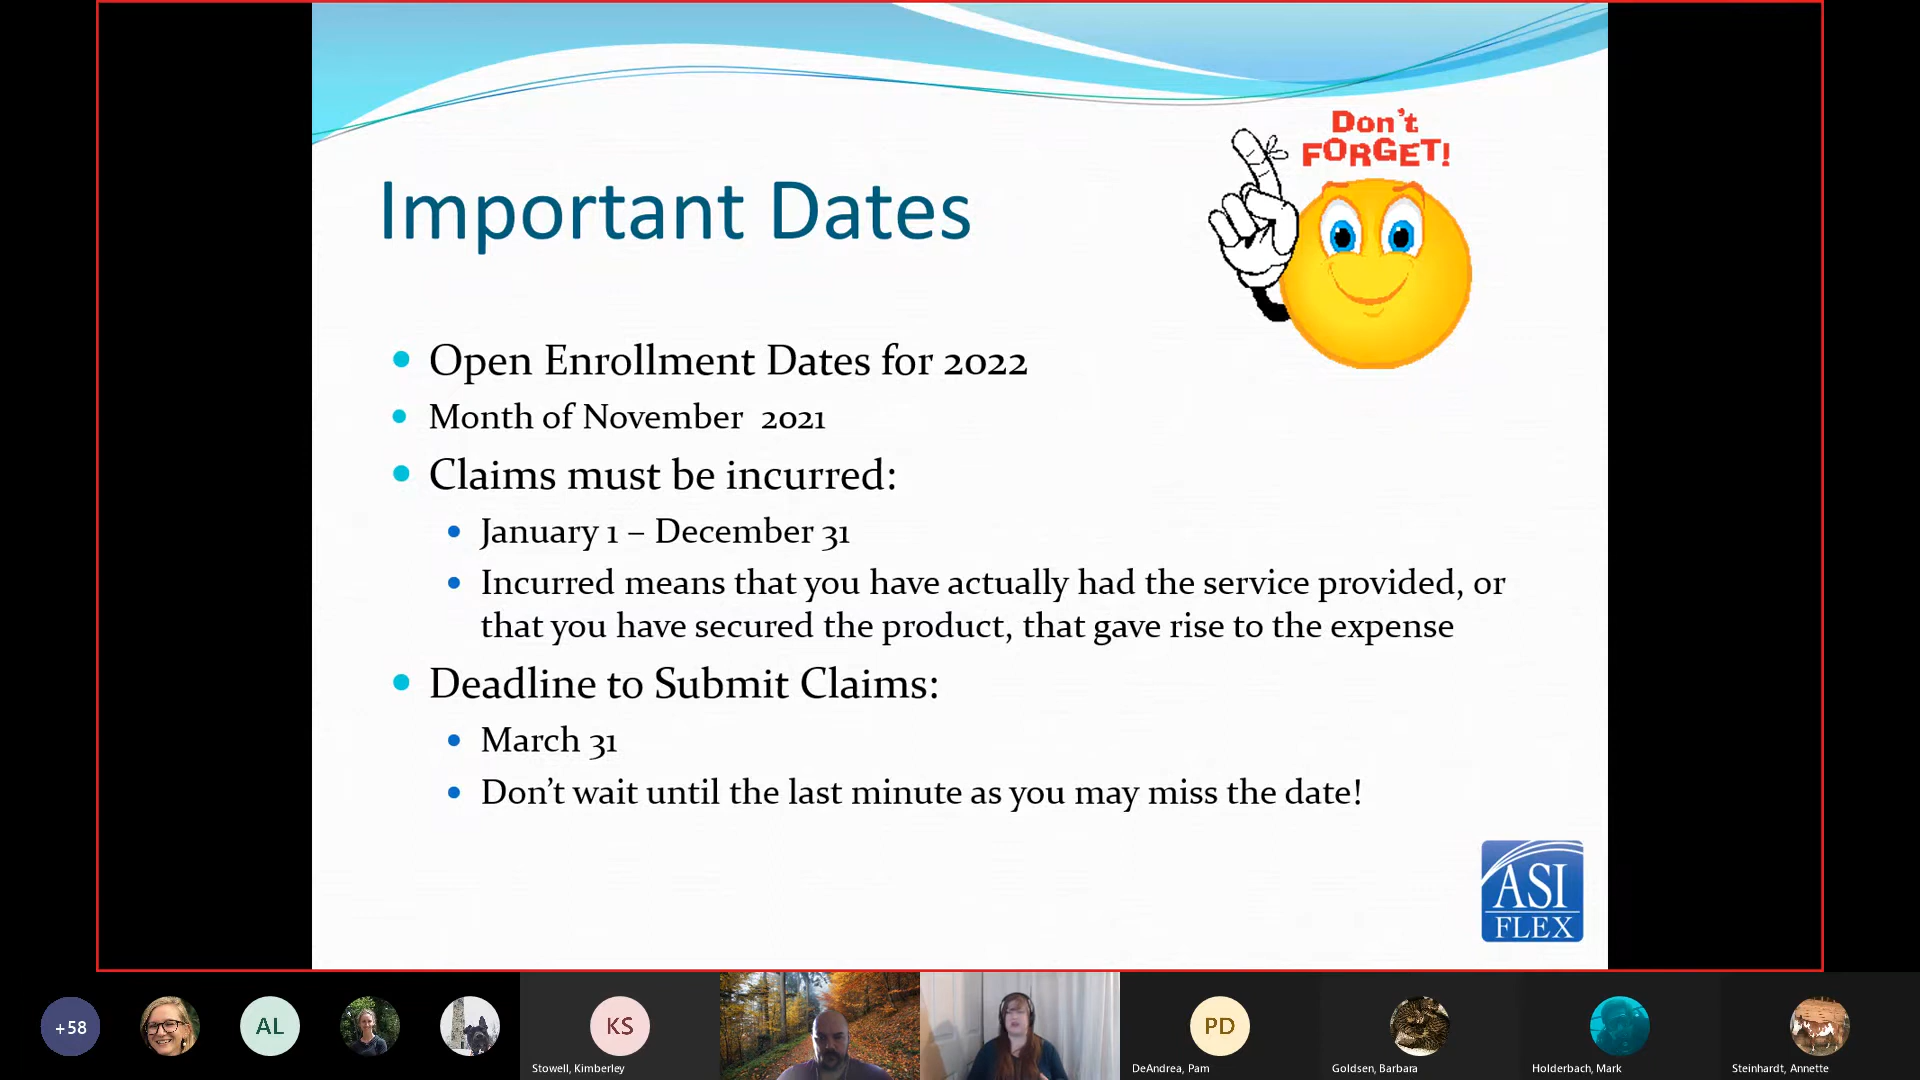 Don't
FORGET!
Important Dates
Open Enrollment Dates for 2022
Month of November 2021
Claims must be incurred:
January 1 – December 31
Incurred means that you have actually had the service provided, or
that you have secured the product, that gave rise to the expense
Deadline to Submit Claims:
March 31
Don't wait until the last minute as you may miss the date!
ASI
FLEX
+58
AL
KS
PD
Stowell, Kimberley
DeAndrea, Pam
Goldsen, Barbara
Holderbach, Mark
Steinhardt, Annette